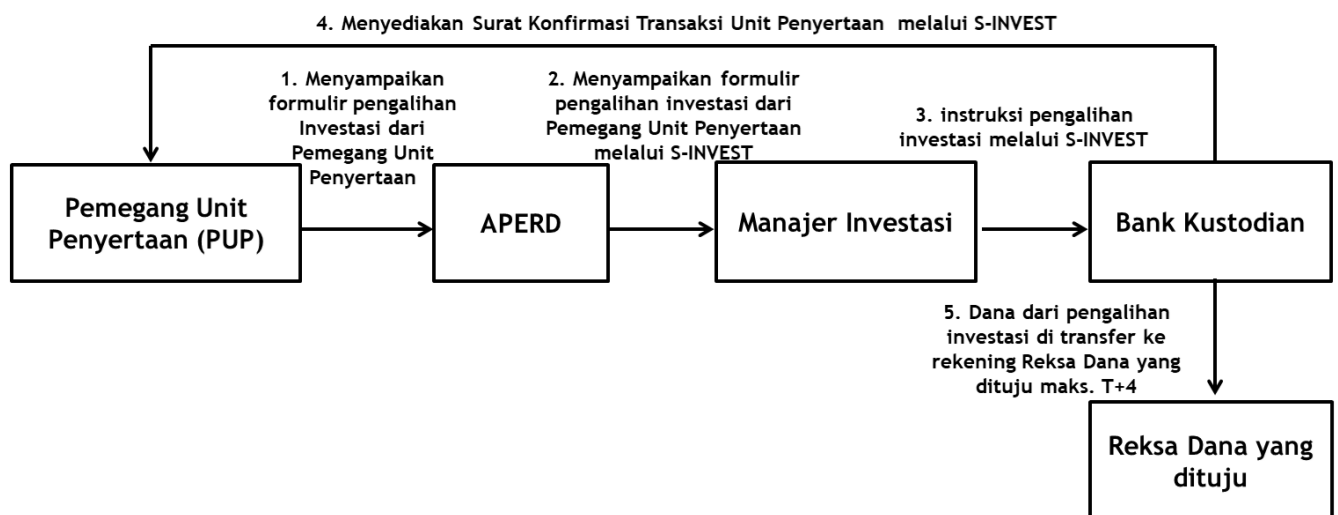 4. Menyediakan Surat Konfirmasi Transaksi Unit Penyertaan melalui S-INVEST
1. Menyampaikan
formulir pengalihan
Investasi dari
Pemegang Unit
Penyertaan
2. Menyampaikan formulir
pengalihan investasi dari
Pemegang Unit Penyertaan
melalui S-INVEST
3. instruksi pengalihan
investasi melalui S-INVEST
Pemegang Unit
Penyertaan (PUP)
APERD
Manajer Investasi
Bank Kustodian
5. Dana dari pengalihan
investasi di transfer ke
rekening Reksa Dana yang
dituju maks. T+4
Reksa Dana yang
dituju